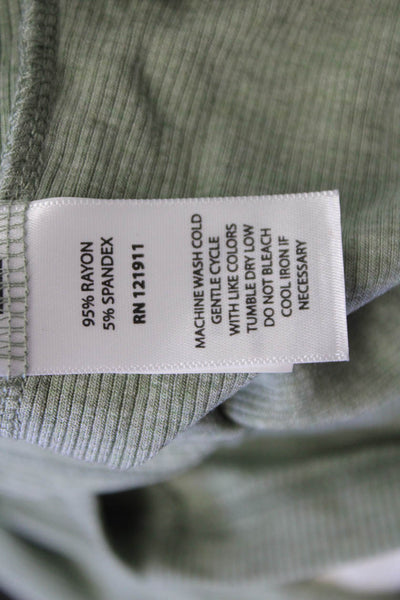 95% RAYON
5% SPANDEX
RN 121911
MACHINE WASH COLD
GENTLE CYCLE
WITH LIKE COLORS
TUMBLE DRY LOW
DO NOT BLEACH
COOL IRON IF
NECESSARY